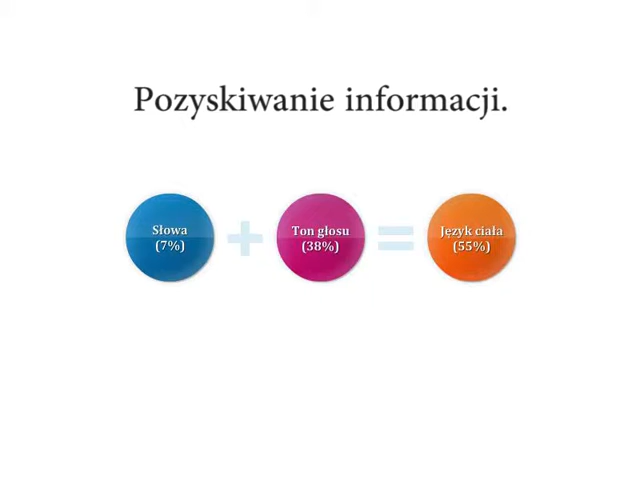 Pozyskiwanie informacji.
Słowa
(7%)
+
Ton głosu
(38%)
=
Język ciała
(55%)